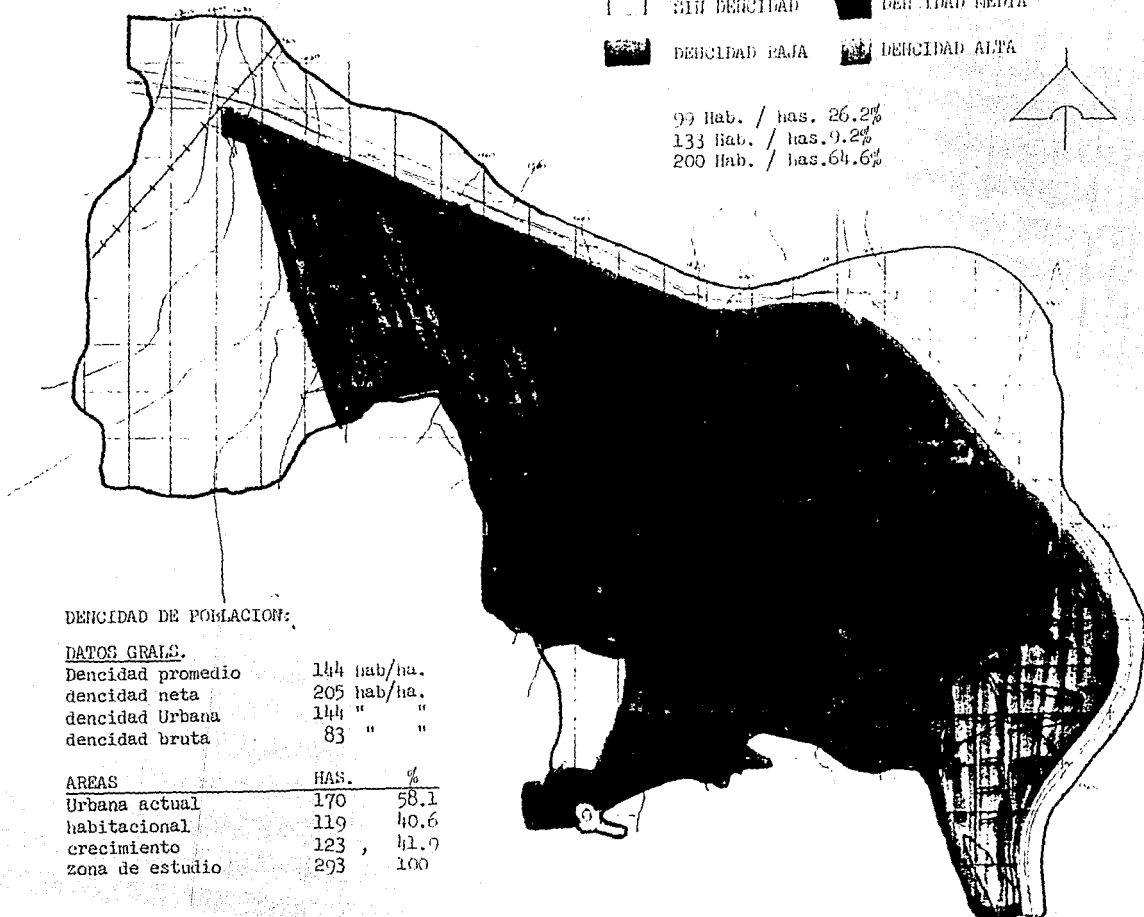 SIN DENCIDAD
DENCIDAD MEDIA
DENCIDAD BAJA
DENCIDAD ALTA
99 Hab. / has. 26.2%
133 Hab. / has.9.2%
200 Hab. / has.64.6%
DENCIDAD DE POBLACION:
DATOS GRALS.
Dencidad promedio 144 hab/ha.
dencidad neta 205 hab/ha.
dencidad Urbana 144 " "
dencidad bruta 83 " "
AREAS HAS. %
Urbana actual 170 58.1
habitacional 119 40.6
crecimiento 123 , 41.9
zona de estudio 293 100